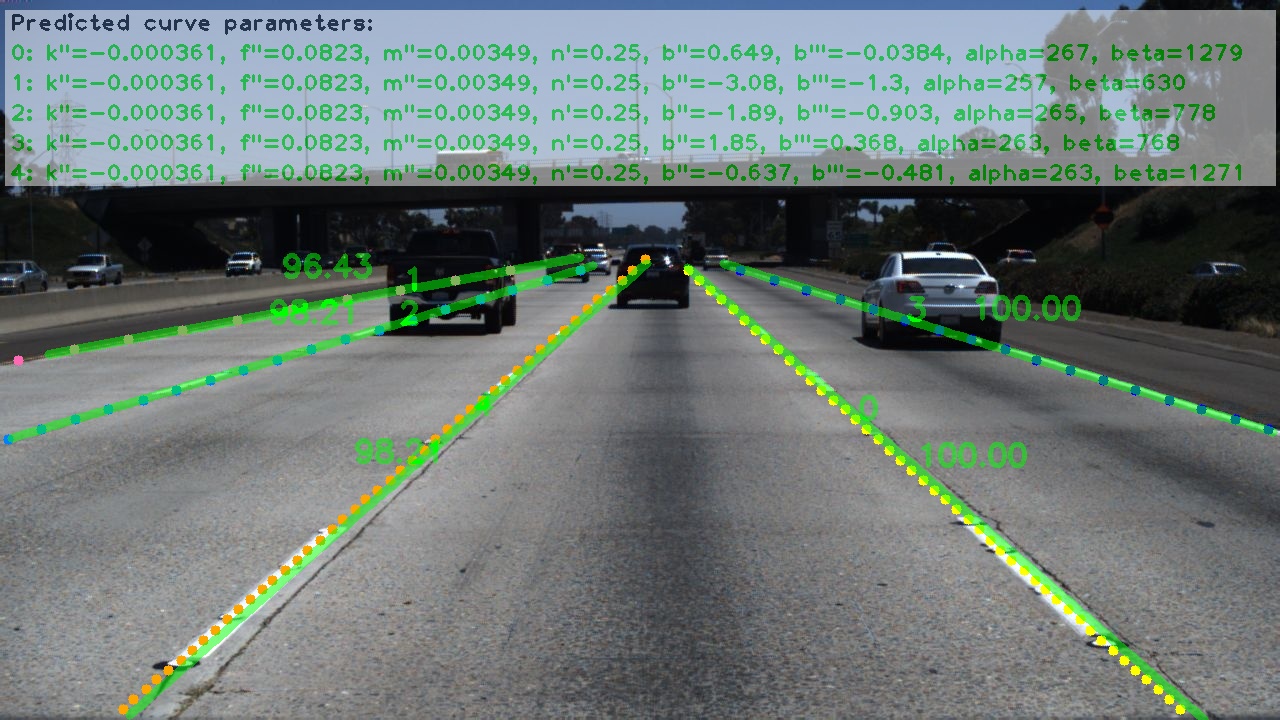 Predicted curve parameters:
0: k''=-0.000361, f''=0.0823, m''=0.00349, n'=0.25, b''=0.649, b'''=-0.0384, alpha=267, beta=1279
1: k''=-0.000361, f''=0.0823, m''=0.00349, n'=0.25, b''=-3.08, b'''=-1.3, alpha=257, beta=630
2: k''=-0.000361, f''=0.0823, m''=0.00349, n'=0.25, b''=-1.89, b'''=-0.903, alpha=265, beta=778
3: k''=-0.000361, f''=0.0823, m''=0.00349, n'=0.25, b''=1.85, b'''=0.368, alpha=263, beta=768
4: k''=-0.000361, f''=0.0823, m''=0.00349, n'=0.25, b''=-0.637, b'''=-0.481, alpha=263, beta=1271
96.43 1
98.21 2
3 100.00
0
100.00